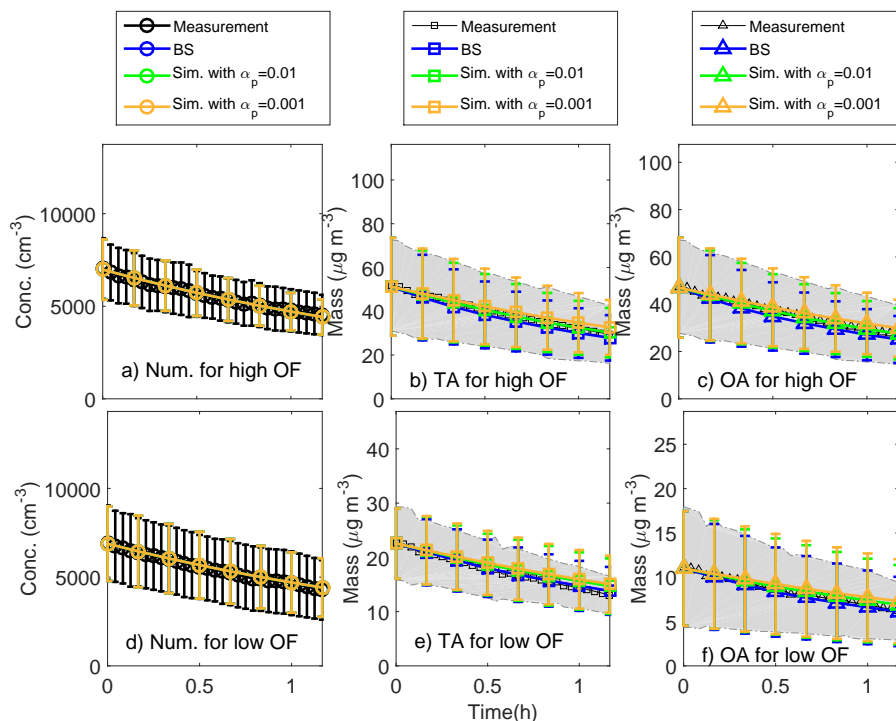 Measurement
BS
Sim. with α_p=0.01
Sim. with α_p=0.001
Measurement
BS
Sim. with α_p=0.01
Sim. with α_p=0.001
Measurement
BS
Sim. with α_p=0.01
Sim. with α_p=0.001
Conc. (cm⁻³)
10000
5000
0
a) Num. for high OF
Mass (μg m⁻³)
100
80
60
40
20
0
b) TA for high OF
Mass (μg m⁻³)
100
80
60
40
20
0
c) OA for high OF
Conc. (cm⁻³)
10000
5000
0
d) Num. for low OF
0
0.5
1
Mass (μg m⁻³)
40
30
20
10
0
e) TA for low OF
0
0.5
1
Time(h)
Mass (μg m⁻³)
25
20
15
10
5
0
f) OA for low OF
0
0.5
1